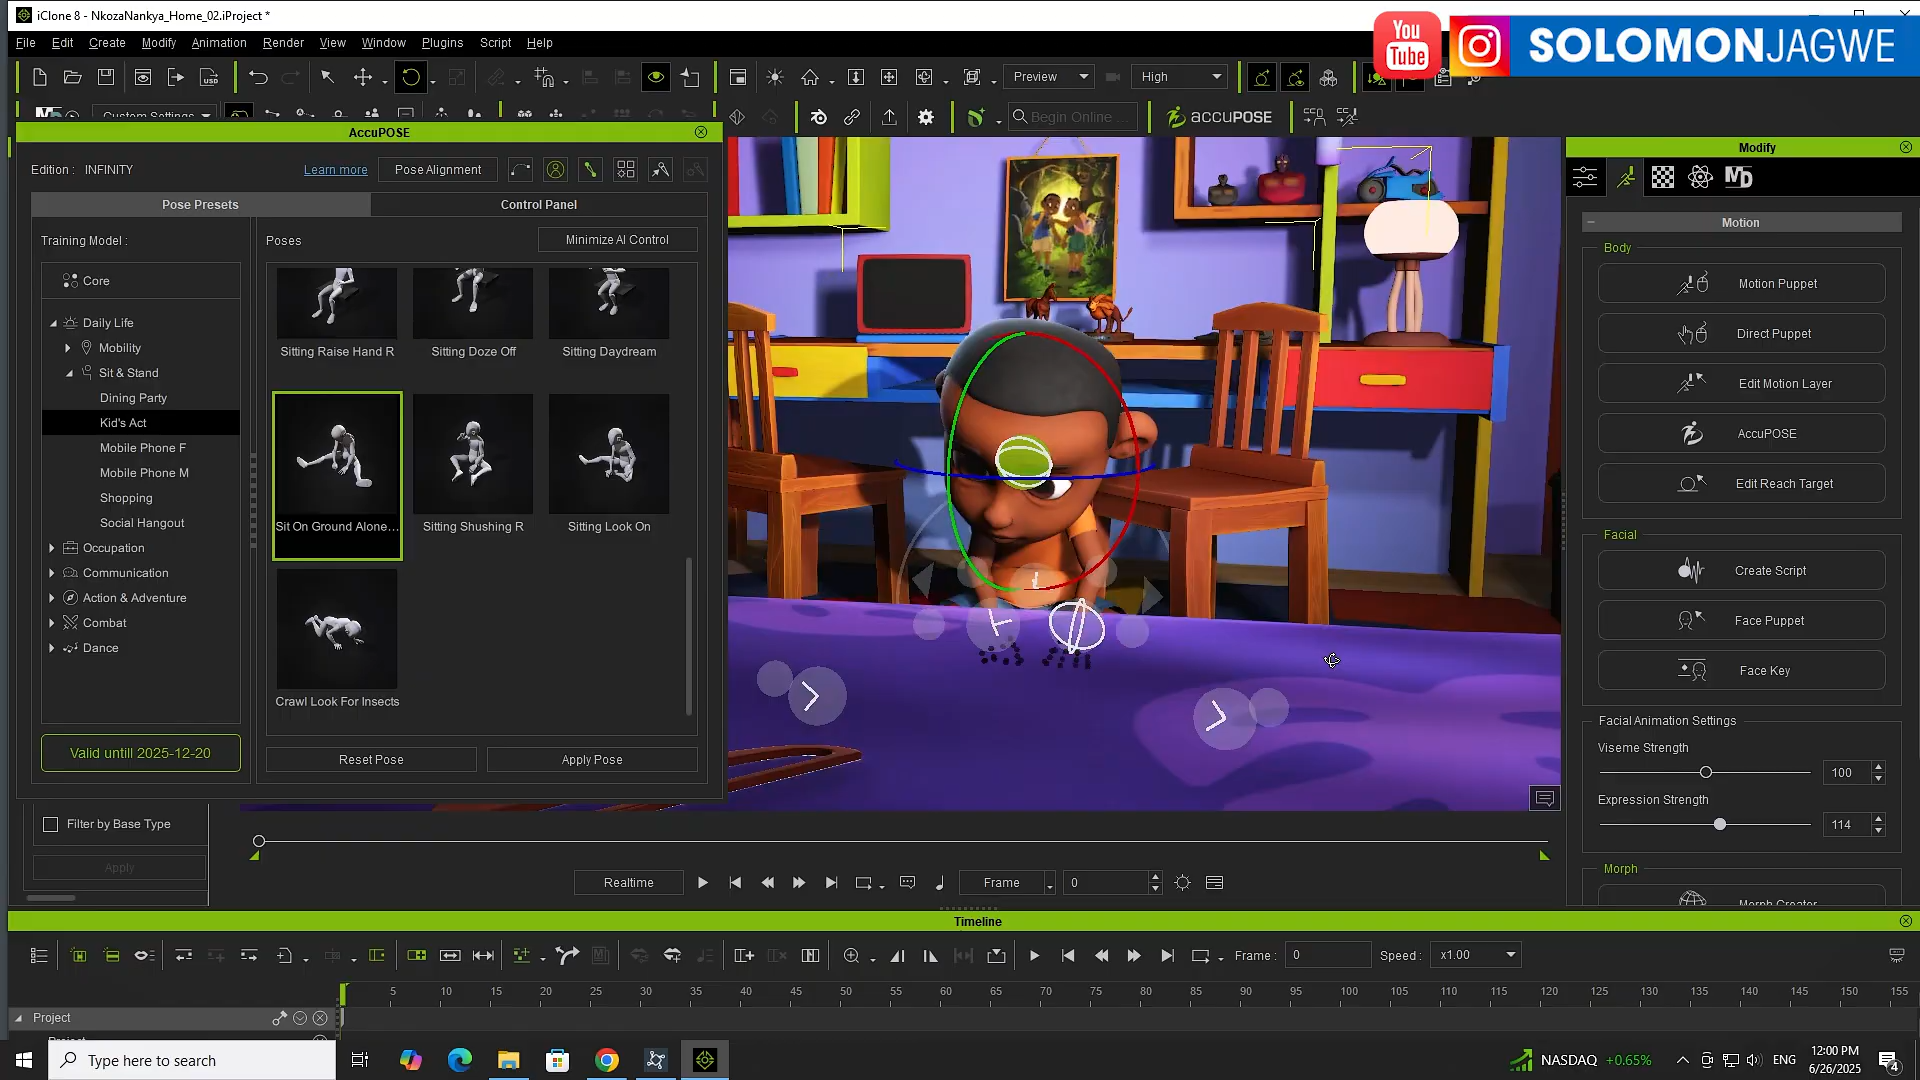 iClone 8 - NkozaNankya_Home_02.iProject *
File Edit Create Modify Animation Render View Window Plugins Script Help
You
Tube
SOLOMONJAGWE
Preview
High
Custom Settings
Begin Online ...
ACCUPOSE
AccuPOSE
Edition : INFINITY
Learn more
Pose Alignment
Pose Presets
Control Panel
Training Model :
Core
Daily Life
Mobility
Sit & Stand
Dining Party
Kid's Act
Mobile Phone F
Mobile Phone M
Shopping
Social Hangout
Occupation
Communication
Action & Adventure
Combat
Dance
Valid untill 2025-12-20
Poses
Minimize AI Control
Sitting Raise Hand R
Sitting Doze Off
Sitting Daydream
Sit On Ground Alone...
Sitting Shushing R
Sitting Look On
Crawl Look For Insects
Reset Pose
Apply Pose
Filter by Base Type
Apply
Modify
MD
Motion
Body
Motion Puppet
Direct Puppet
Edit Motion Layer
AccuPOSE
Edit Reach Target
Facial
Create Script
Face Puppet
Face Key
Facial Animation Settings
Viseme Strength
100
Expression Strength
114
Morph
Morph Creator
Realtime
Frame
0
Timeline
Frame : 0
Speed : x1.00
5 10 15 20 25 30 35 40 45 50 55 60 65 70 75 80 85 90 95 100 105 110 115 120 125 130 135 140 145 150 155
Project
Type here to search
NASDAQ +0.65%
ENG
12:00 PM
6/26/2025
4